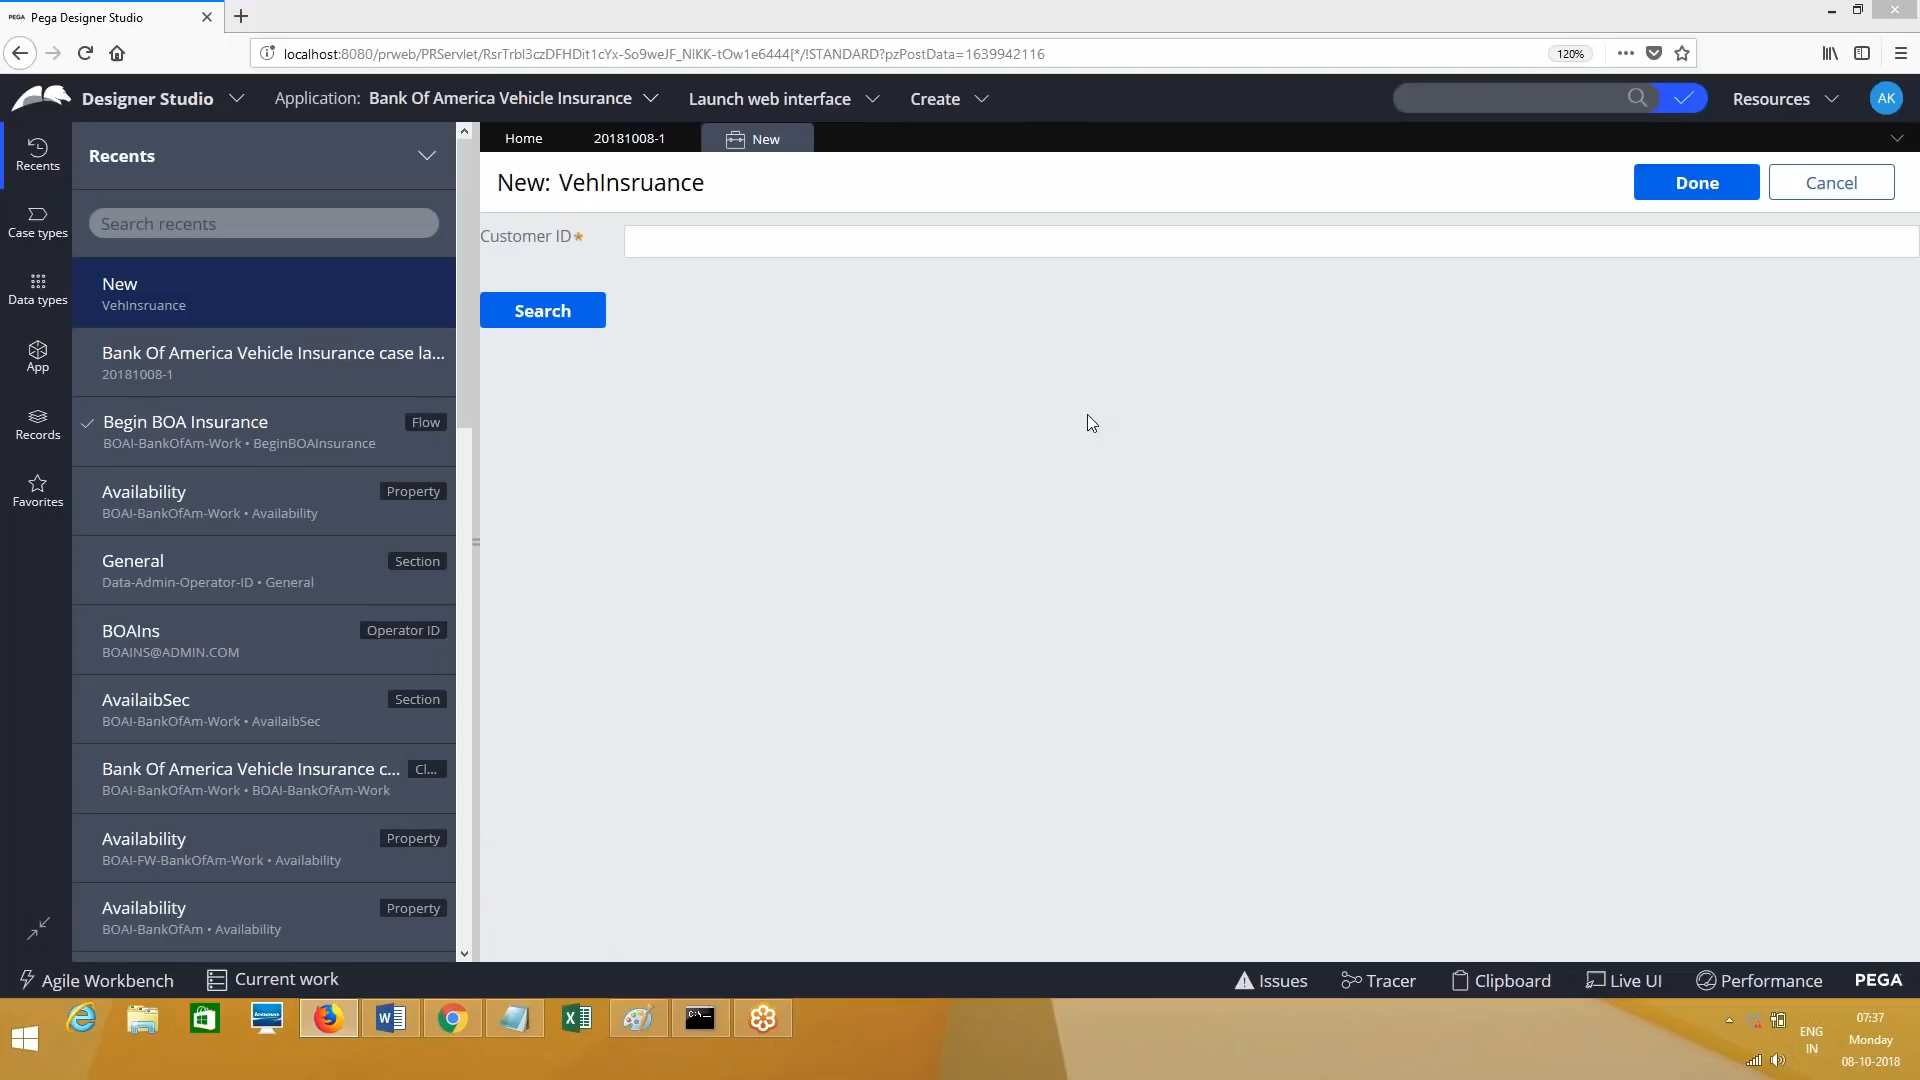 PEGA Pega Designer Studio
localhost:8080/prweb/PRServlet/RsrTrbl3czDFHDit1cYx-So9weJF_NIKK-tOw1e6444[*/!STANDARD?pzPostData=1639942116
120%
Designer Studio
Application: Bank Of America Vehicle Insurance
Launch web interface
Create
Resources
AK
Recents
Case types
Data types
App
Records
Favorites
Recents
Search recents
New
VehInsruance
Bank Of America Vehicle Insurance case la...
20181008-1
Begin BOA Insurance Flow
BOAI-BankOfAm-Work • BeginBOAInsurance
Availability Property
BOAI-BankOfAm-Work • Availability
General Section
Data-Admin-Operator-ID • General
BOAIns Operator ID
BOAINS@ADMIN.COM
AvailaibSec Section
BOAI-BankOfAm-Work • AvailaibSec
Bank Of America Vehicle Insurance c... Cl...
BOAI-BankOfAm-Work • BOAI-BankOfAm-Work
Availability Property
BOAI-FW-BankOfAm-Work • Availability
Availability Property
BOAI-BankOfAm • Availability
Home 20181008-1 New
New: VehInsruance
Done Cancel
Customer ID*
Search
Agile Workbench Current work
Issues Tracer Clipboard Live UI Performance PEGA
lenovo
W
X
C:\.
ENG
IN
07:37
Monday
08-10-2018